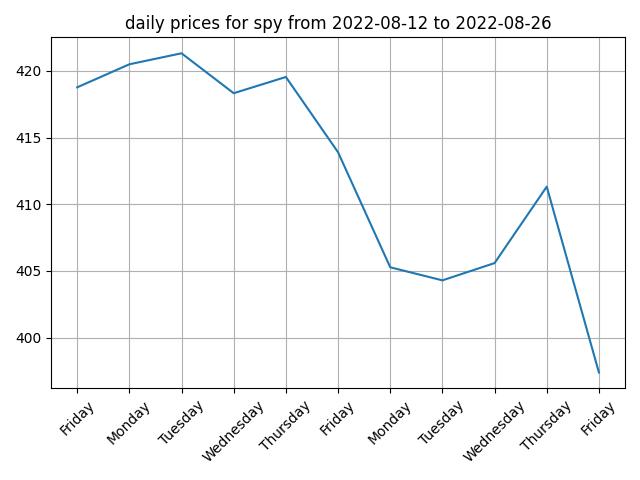 daily prices for spy from 2022-08-12 to 2022-08-26
420
415
410
405
400
Friday
Monday
Tuesday
Wednesday
Thursday
Friday
Monday
Tuesday
Wednesday
Thursday
Friday